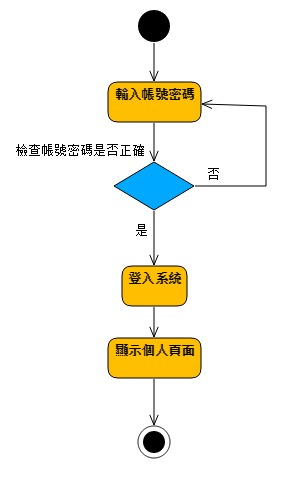 輸入帳號密碼
檢查帳號密碼是否正確
否
是
登入系統
顯示個人頁面